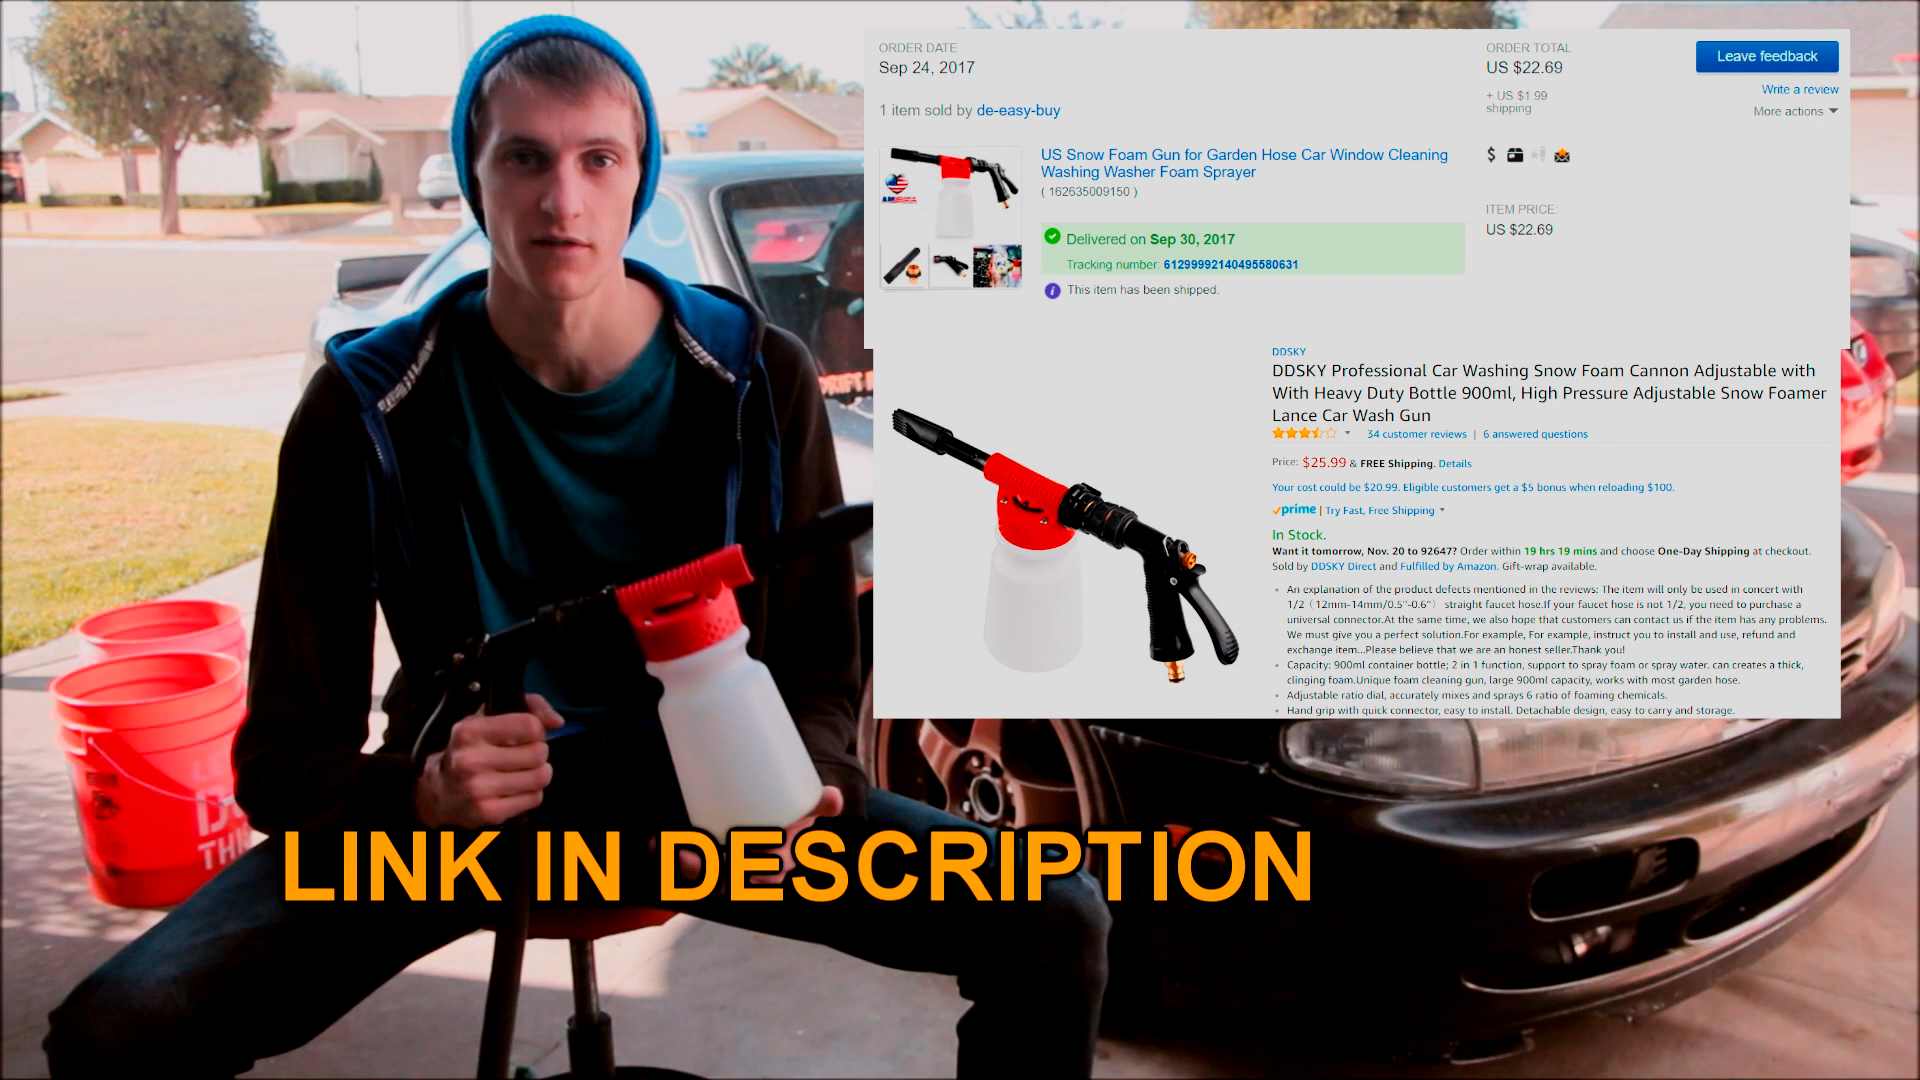 ORDER DATE
Sep 24, 2017
ORDER TOTAL
US $22.69
+ US $1.99
shipping
Leave feedback
Write a review
More actions
1 item sold by de-easy-buy
US Snow Foam Gun for Garden Hose Car Window Cleaning
Washing Washer Foam Sprayer
( 162635009150 )
Delivered on Sep 30, 2017
Tracking number: 61299992140495580631
This item has been shipped.
ITEM PRICE:
US $22.69
AMERICA
DDSKY
DDSKY Professional Car Washing Snow Foam Cannon Adjustable with
With Heavy Duty Bottle 900ml, High Pressure Adjustable Snow Foamer
Lance Car Wash Gun
34 customer reviews | 6 answered questions
Price: $25.99 & FREE Shipping. Details
Your cost could be $20.99. Eligible customers get a $5 bonus when reloading $100.
prime | Try Fast, Free Shipping
In Stock.
Want it tomorrow, Nov. 20 to 92647? Order within 19 hrs 19 mins and choose One-Day Shipping at checkout.
Sold by DDSKY Direct and Fulfilled by Amazon. Gift-wrap available.
An explanation of the product defects mentioned in the reviews: The item will only be used in concert with
1/2（12mm-14mm/0.5''-0.6''） straight faucet hose.If your faucet hose is not 1/2, you need to purchase a
universal connector.At the same time, we also hope that customers can contact us if the item has any problems.
We must give you a perfect solution.For example, For example, instruct you to install and use, refund and
exchange item...Please believe that we are an honest seller.Thank you!
Capacity: 900ml container bottle; 2 in 1 function, support to spray foam or spray water. can creates a thick,
clinging foam.Unique foam cleaning gun, large 900ml capacity, works with most garden hose.
Adjustable ratio dial, accurately mixes and sprays 6 ratio of foaming chemicals.
Hand grip with quick connector, easy to install. Detachable design, easy to carry and storage.
DRIFT
LINK IN DESCRIPTION